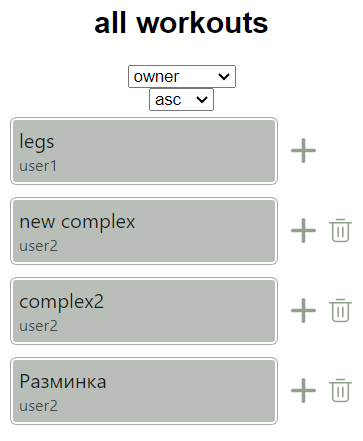 all workouts
owner
asc
legs
user1
new complex
user2
complex2
user2
Разминка
user2